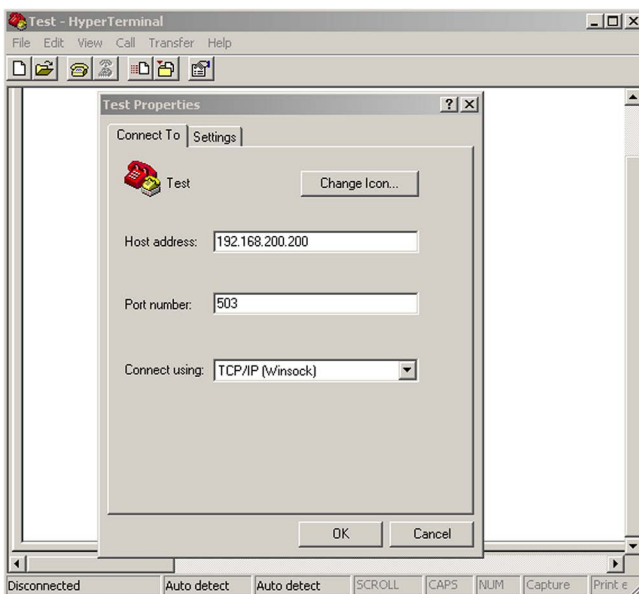 Test - HyperTerminal
File Edit View Call Transfer Help
Test Properties
Connect To Settings
Test Change Icon...
Host address: 192.168.200.200
Port number: 503
Connect using: TCP/IP (Winsock)
OK Cancel
Disconnected Auto detect Auto detect SCROLL CAPS NUM Capture Print e